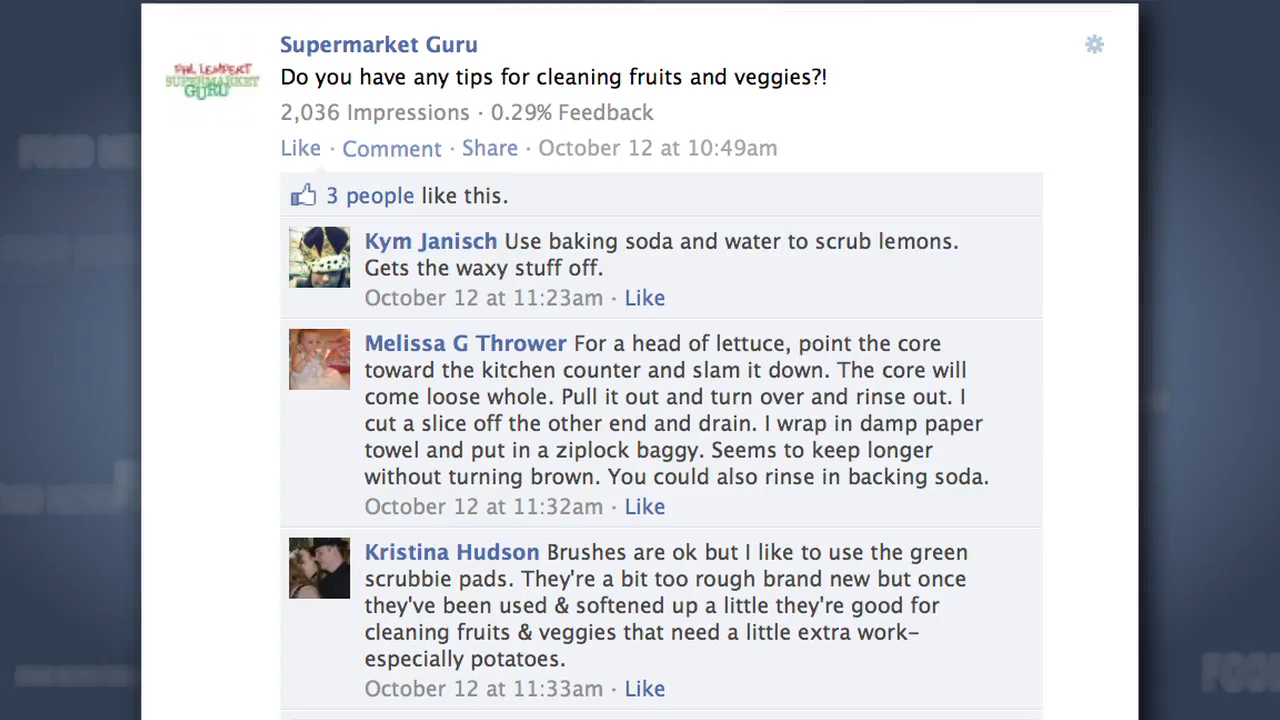 PHIL LEMPERT
SUPERMARKET
GURU
Supermarket Guru
Do you have any tips for cleaning fruits and veggies?!
2,036 Impressions · 0.29% Feedback
Like · Comment · Share · October 12 at 10:49am
3 people like this.
Kym Janisch Use baking soda and water to scrub lemons.
Gets the waxy stuff off.
October 12 at 11:23am · Like
Melissa G Thrower For a head of lettuce, point the core
toward the kitchen counter and slam it down. The core will
come loose whole. Pull it out and turn over and rinse out. I
cut a slice off the other end and drain. I wrap in damp paper
towel and put in a ziplock baggy. Seems to keep longer
without turning brown. You could also rinse in backing soda.
October 12 at 11:32am · Like
Kristina Hudson Brushes are ok but I like to use the green
scrubbie pads. They're a bit too rough brand new but once
they've been used & softened up a little they're good for
cleaning fruits & veggies that need a little extra work–
especially potatoes.
October 12 at 11:33am · Like
FOOD